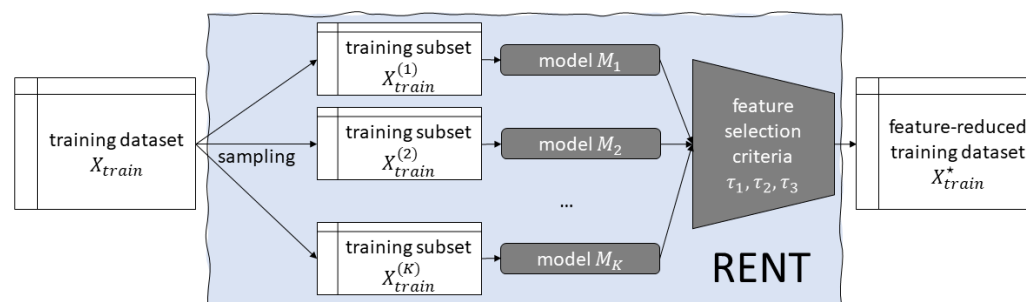 training dataset
X_train
sampling
training subset
X_train^(1)
model M_1
training subset
X_train^(2)
model M_2
...
training subset
X_train^(K)
model M_K
feature
selection
criteria
τ_1, τ_2, τ_3
RENT
feature-reduced
training dataset
X_train^★